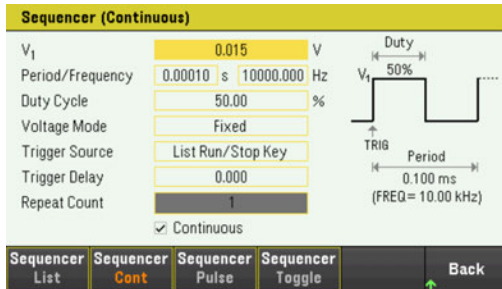 Sequencer (Continuous)
V1 0.015 V
Period/Frequency 0.00010 s 10000.000 Hz
Duty Cycle 50.00 %
Voltage Mode Fixed
Trigger Source List Run/Stop Key
Trigger Delay 0.000
Repeat Count 1
Continuous
Duty
V1 50%
TRIG
Period
0.100 ms
(FREQ= 10.00 kHz)
Sequencer Sequencer Sequencer Sequencer
List Cont Pulse Toggle Back